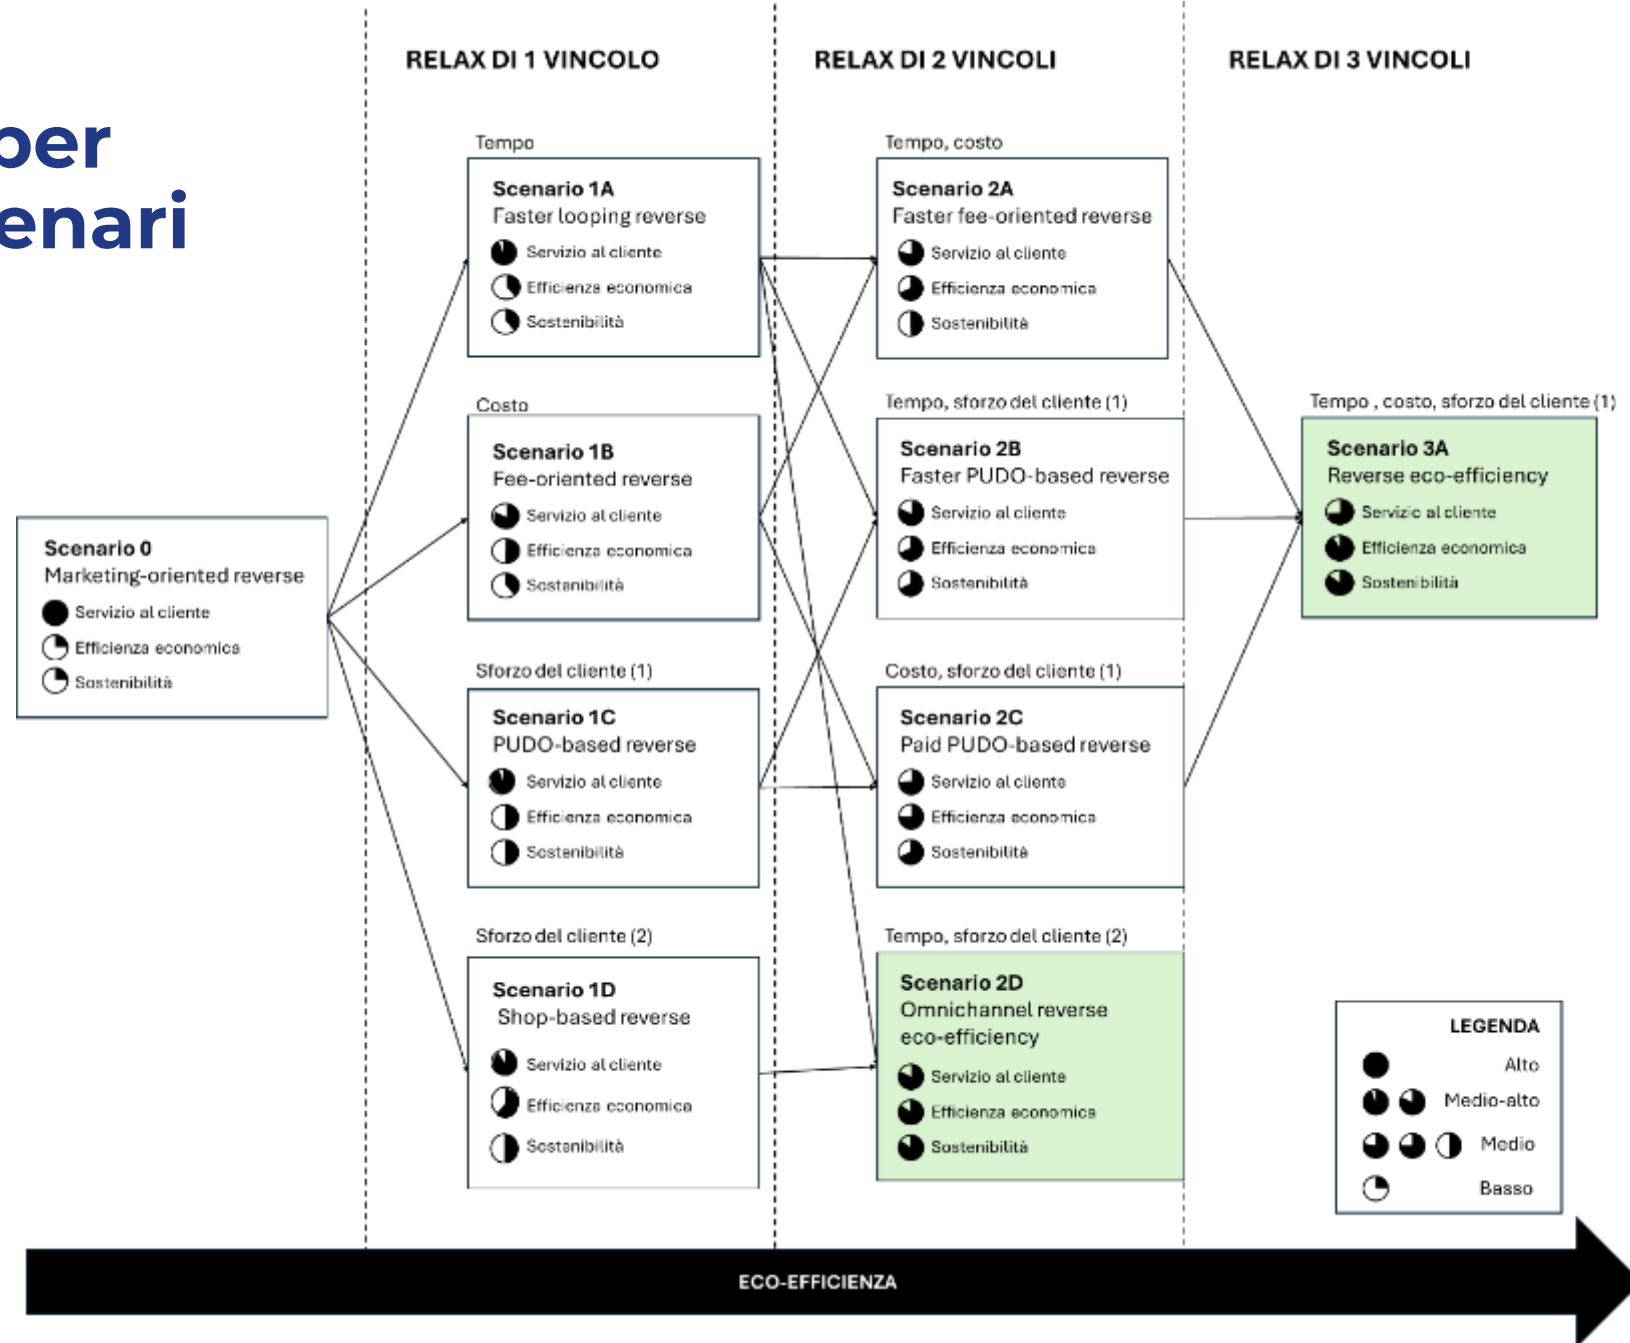 per
enari
RELAX DI 1 VINCOLO
RELAX DI 2 VINCOLI
RELAX DI 3 VINCOLI
Scenario 0
Marketing-oriented reverse
Servizio al cliente
Efficienza economica
Sostenibilità
Tempo
Scenario 1A
Faster looping reverse
Servizio al cliente
Efficienza economica
Sostenibilità
Costo
Scenario 1B
Fee-oriented reverse
Servizio al cliente
Efficienza economica
Sostenibilità
Sforzo del cliente (1)
Scenario 1C
PUDO-based reverse
Servizio al cliente
Efficienza economica
Sostenibilità
Sforzo del cliente (2)
Scenario 1D
Shop-based reverse
Servizio al cliente
Efficienza economica
Sostenibilità
Tempo, costo
Scenario 2A
Faster fee-oriented reverse
Servizio al cliente
Efficienza economica
Sostenibilità
Tempo, sforzo del cliente (1)
Scenario 2B
Faster PUDO-based reverse
Servizio al cliente
Efficienza economica
Sostenibilità
Costo, sforzo del cliente (1)
Scenario 2C
Paid PUDO-based reverse
Servizio al cliente
Efficienza economica
Sostenibilità
Tempo, sforzo del cliente (2)
Scenario 2D
Omnichannel reverse
eco-efficiency
Servizio al cliente
Efficienza economica
Sostenibilità
Tempo , costo, sforzo del cliente (1)
Scenario 3A
Reverse eco-efficiency
Servizio al cliente
Efficienza economica
Sostenibilità
LEGENDA
Alto
Medio-alto
Medio
Basso
ECO-EFFICIENZA